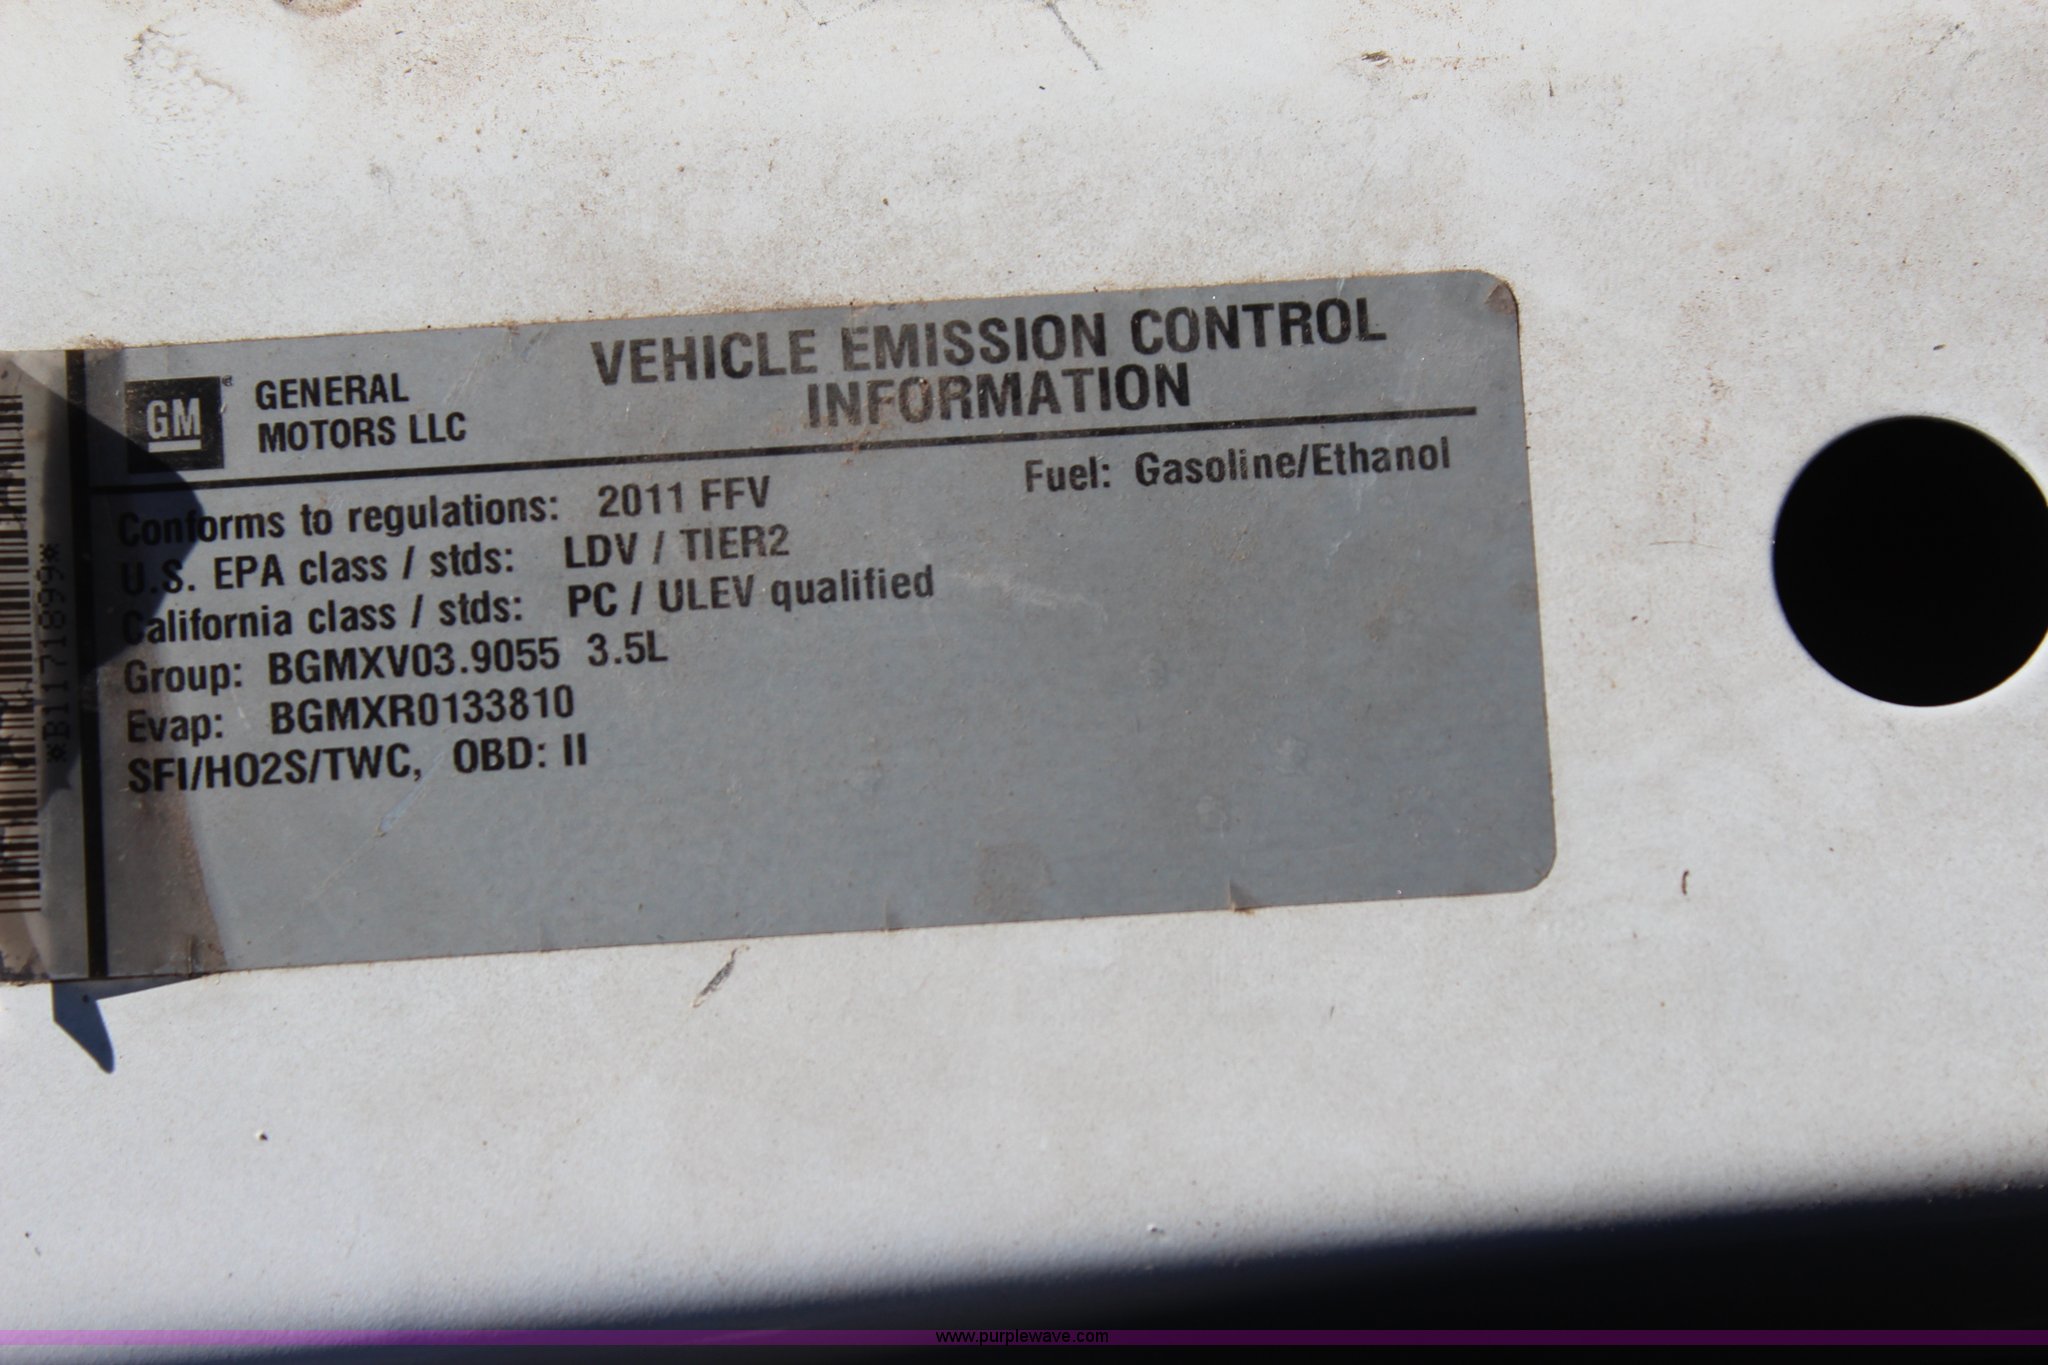 GM
GENERAL
MOTORS LLC
VEHICLE EMISSION CONTROL
INFORMATION
Conforms to regulations: 2011 FFV
Fuel: Gasoline/Ethanol
U.S. EPA class / stds: LDV / TIER2
California class / stds: PC / ULEV qualified
Group: BGMXV03.9055 3.5L
Evap: BGMXR0133810
SFI/HO2S/TWC, OBD: II
*B1171899*
www.purplewave.com